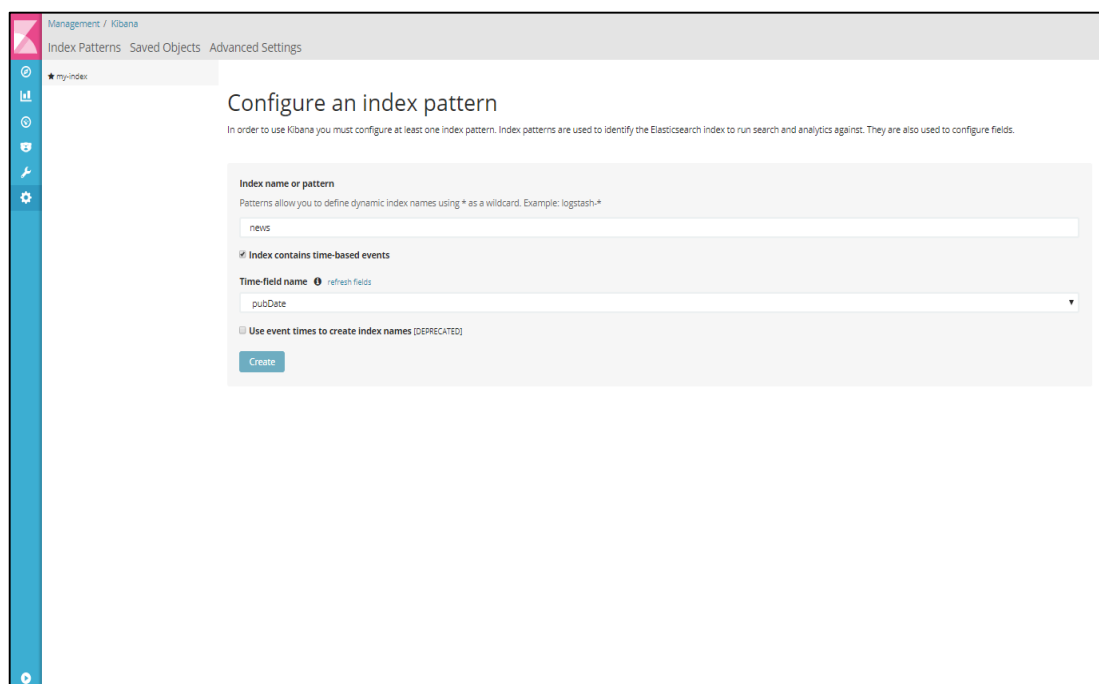 Management / Kibana
Index Patterns Saved Objects Advanced Settings
my-index
Configure an index pattern
In order to use Kibana you must configure at least one index pattern. Index patterns are used to identify the Elasticsearch index to run search and analytics against. They are also used to configure fields.
Index name or pattern
Patterns allow you to define dynamic index names using * as a wildcard. Example: logstash-*
news
Index contains time-based events
Time-field name refresh fields
pubDate
Use event times to create index names [DEPRECATED]
Create